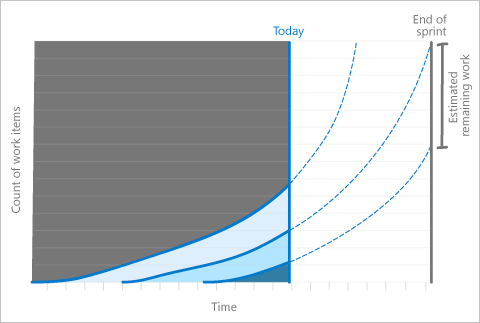 Today
End of
sprint
Estimated
remaining work
Count of work items
Time